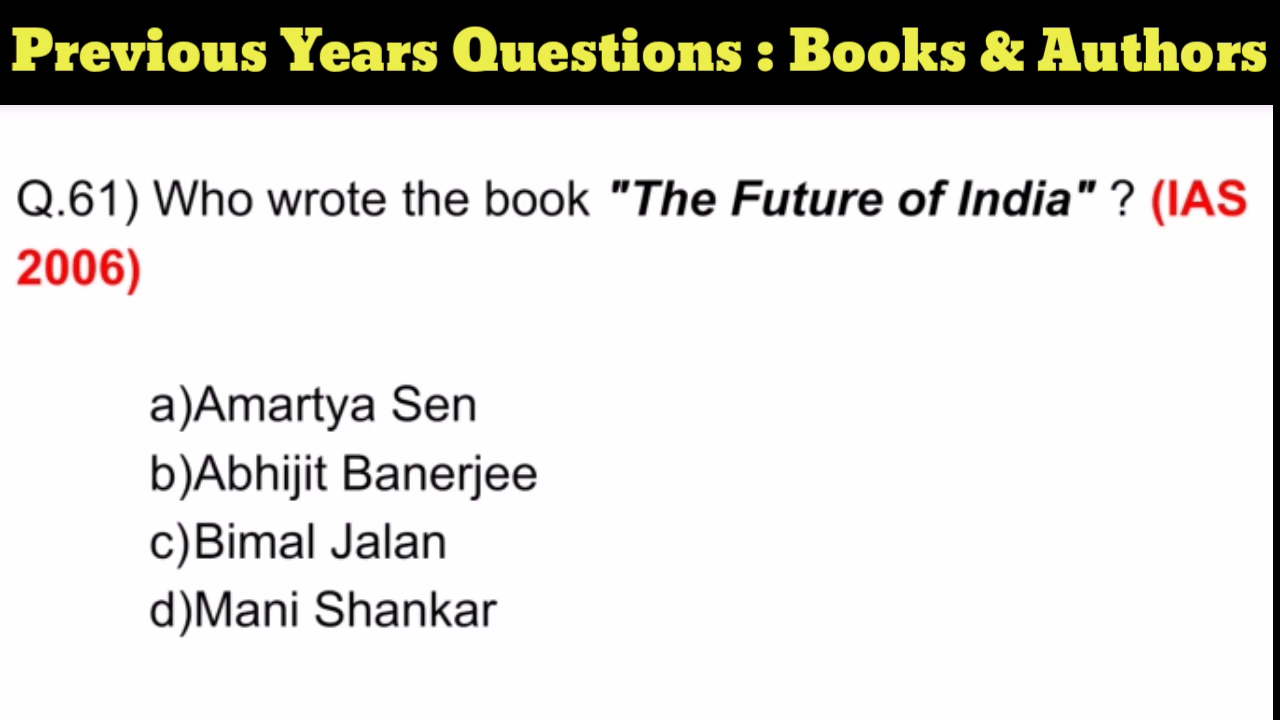 Previous Years Questions : Books & Authors
Q.61) Who wrote the book "The Future of India" ? (IAS
2006)
a)Amartya Sen
b)Abhijit Banerjee
c)Bimal Jalan
d)Mani Shankar